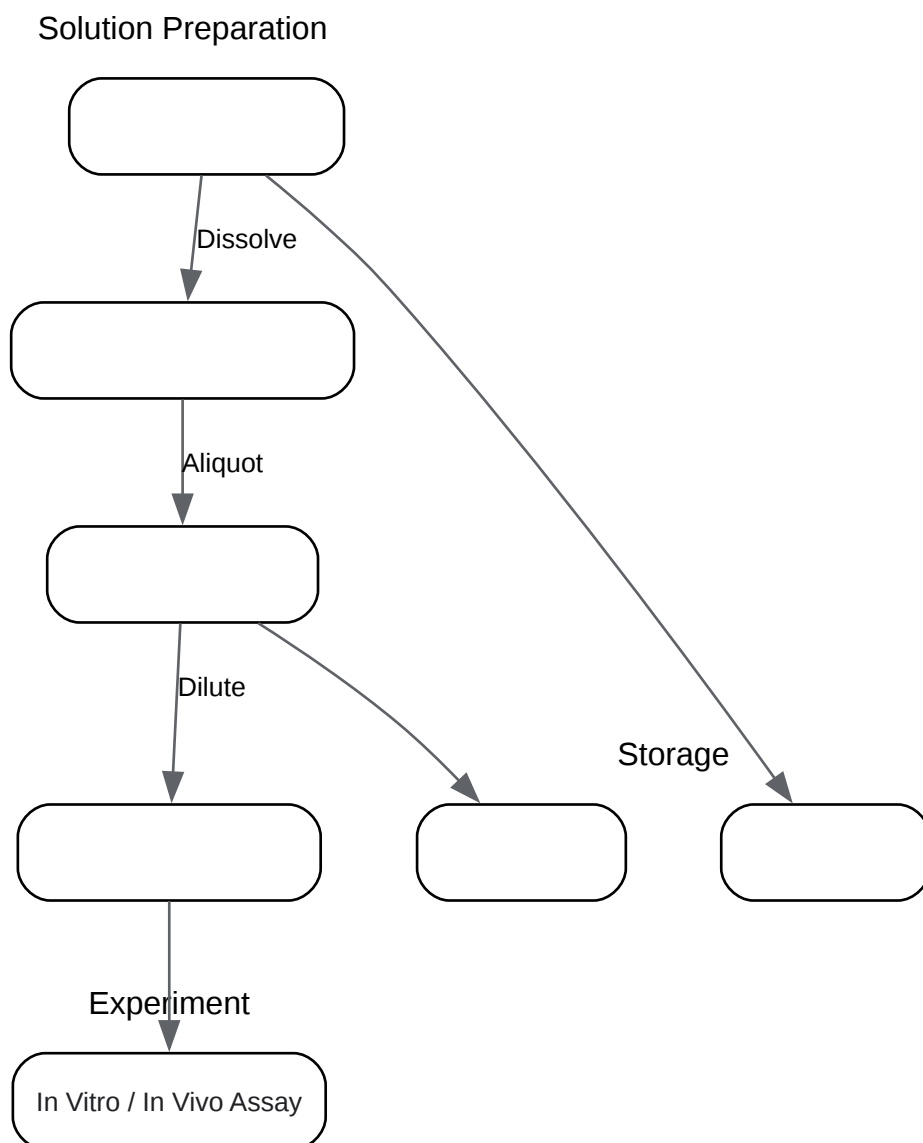 Solution Preparation
Dissolve
Aliquot
Dilute
Storage
Experiment
In Vitro / In Vivo Assay